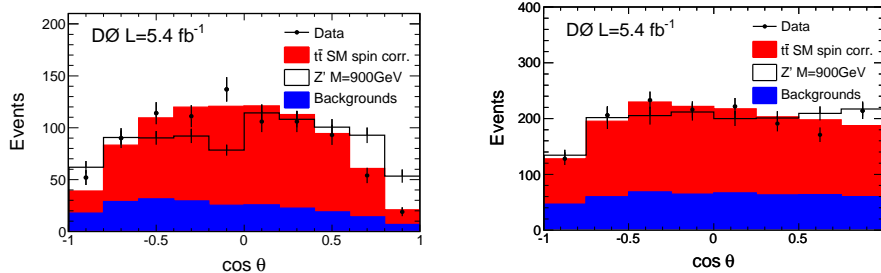 DØ L=5.4 fb-1
Data
tt̄ SM spin corr.
Z' M=900GeV
Backgrounds
Events
200
150
100
50
0
-1 -0.5 0 0.5 1
cos θ
DØ L=5.4 fb-1
Data
tt̄ SM spin corr.
Z' M=900GeV
Backgrounds
Events
400
300
200
100
0
-1 -0.5 0 0.5
cos θ